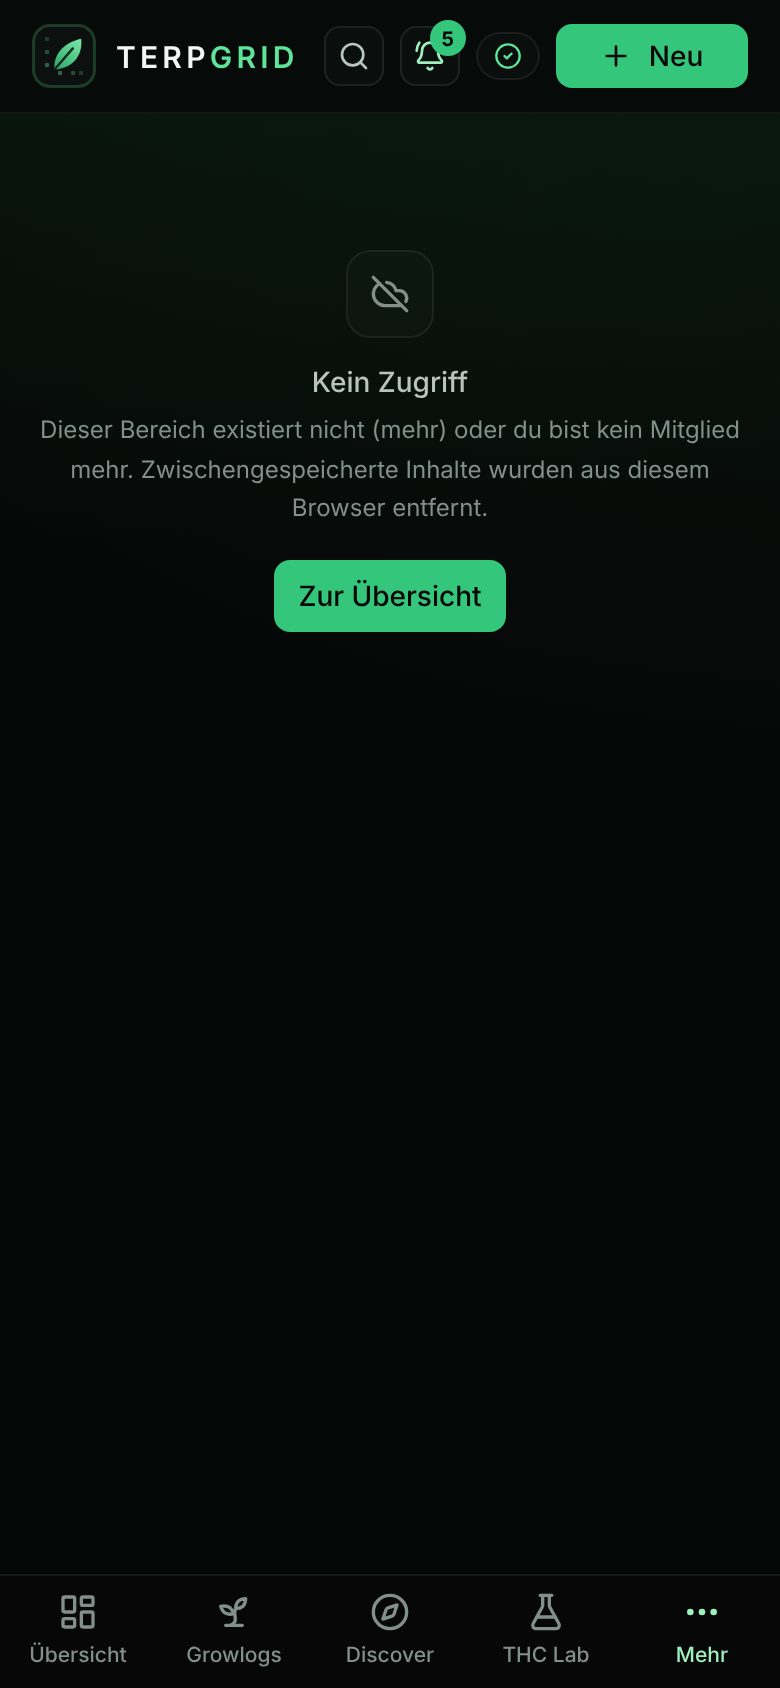 TERPGRID
5
Neu
Kein Zugriff
Dieser Bereich existiert nicht (mehr) oder du bist kein Mitglied
mehr. Zwischengespeicherte Inhalte wurden aus diesem
Browser entfernt.
Zur Übersicht
Übersicht
Growlogs
Discover
THC Lab
Mehr